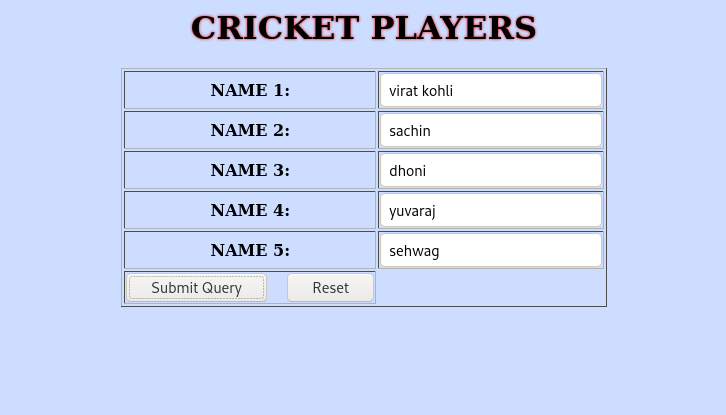 CRICKET PLAYERS
NAME 1: virat kohli
NAME 2: sachin
NAME 3: dhoni
NAME 4: yuvaraj
NAME 5: sehwag
Submit Query Reset